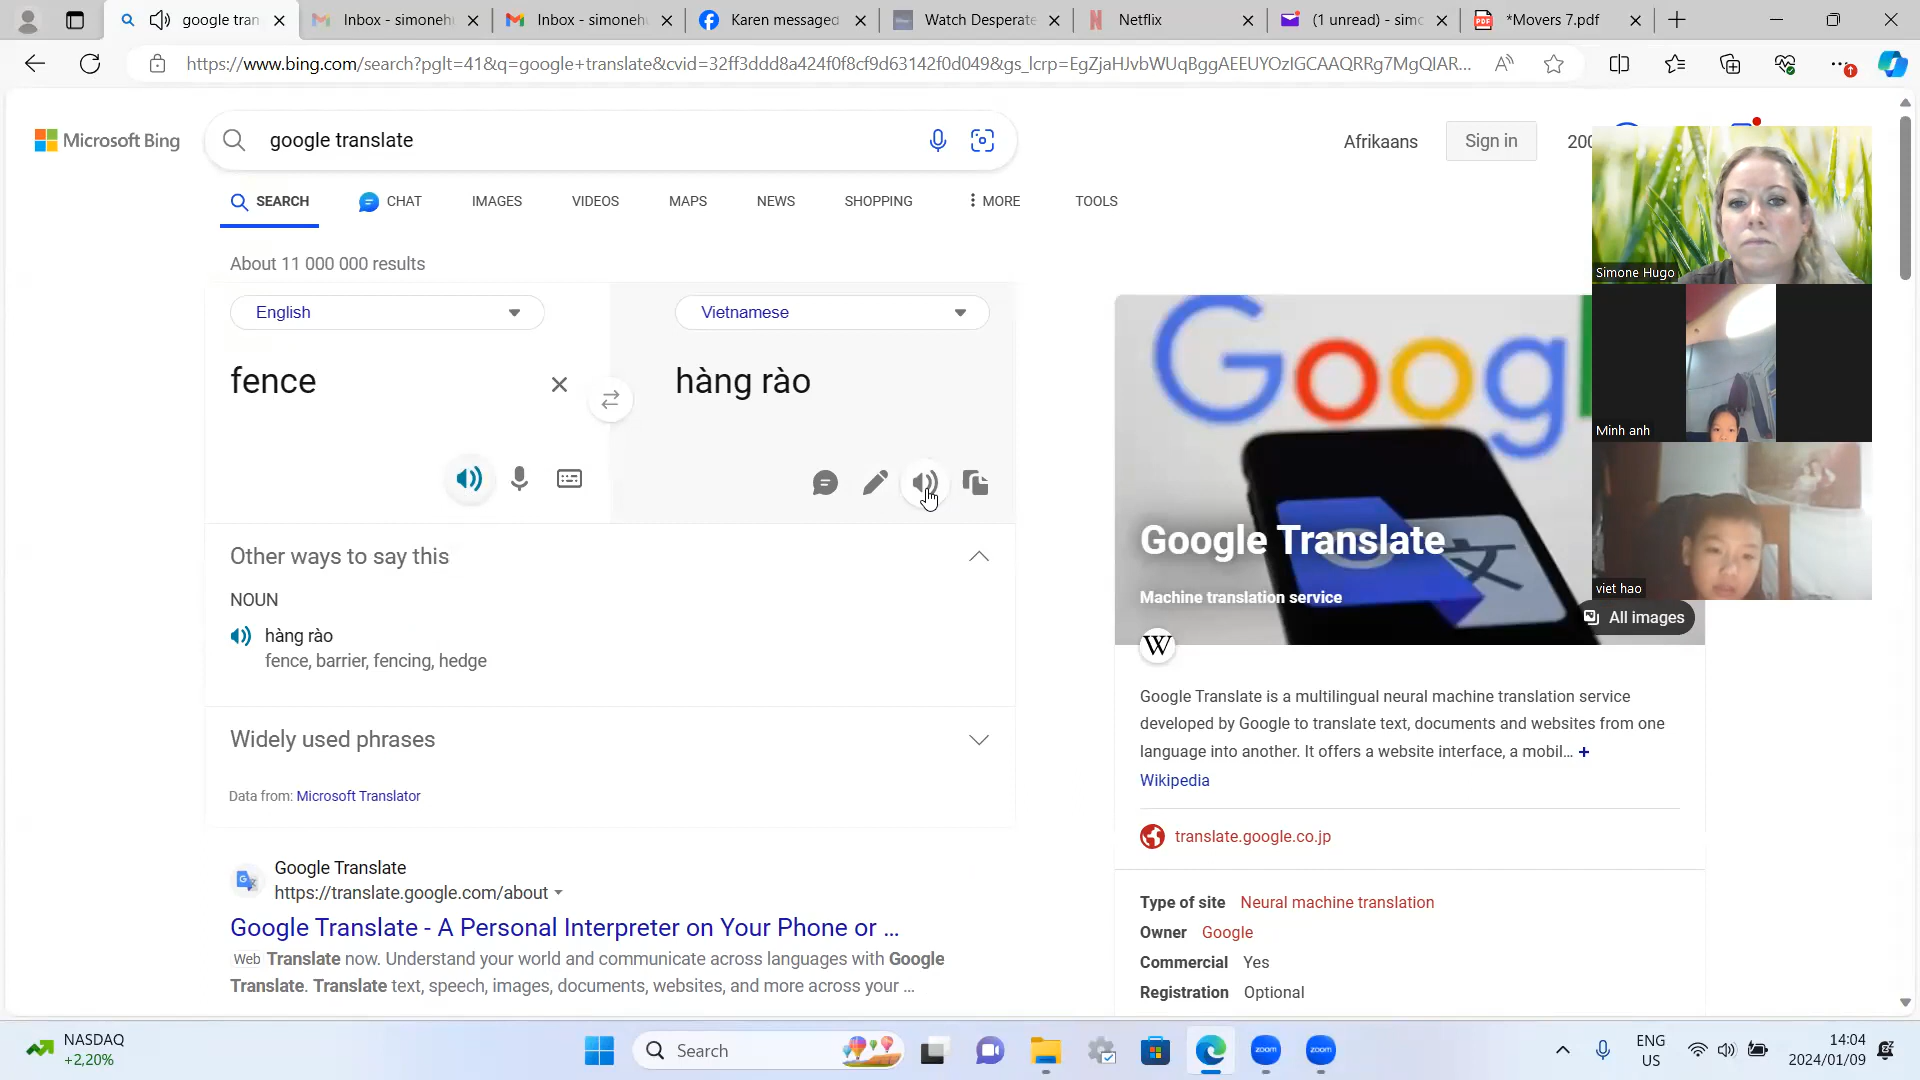 google tran
Inbox - simoneh
Inbox - simoneh
Karen messaged
Watch Desperate
Netflix
(1 unread) - simo
*Movers 7.pdf
https://www.bing.com/search?pglt=41&q=google+translate&cvid=32ff3ddd8a424f0f8cf9d63142f0d049&gs_lcrp=EgZjaHJvbWUqBggAEEUYOzIGCAAQRRg7MgQIAR...
Microsoft Bing
google translate
Afrikaans
Sign in
200
SEARCH
CHAT
IMAGES
VIDEOS
MAPS
NEWS
SHOPPING
MORE
TOOLS
About 11 000 000 results
English
Vietnamese
fence
hàng rào
Other ways to say this
NOUN
hàng rào
fence, barrier, fencing, hedge
Widely used phrases
Data from: Microsoft Translator
Google Translate
https://translate.google.com/about
Google Translate - A Personal Interpreter on Your Phone or ...
Web Translate now. Understand your world and communicate across languages with Google
Translate. Translate text, speech, images, documents, websites, and more across your ...
Simone Hugo
Minh anh
viet hao
Googl
Google Translate
Machine translation service
All images
W
Google Translate is a multilingual neural machine translation service
developed by Google to translate text, documents and websites from one
language into another. It offers a website interface, a mobil... +
Wikipedia
translate.google.co.jp
Type of site Neural machine translation
Owner Google
Commercial Yes
Registration Optional
NASDAQ
+2,20%
Search
zoom
zoom
ENG
US
14:04
2024/01/09